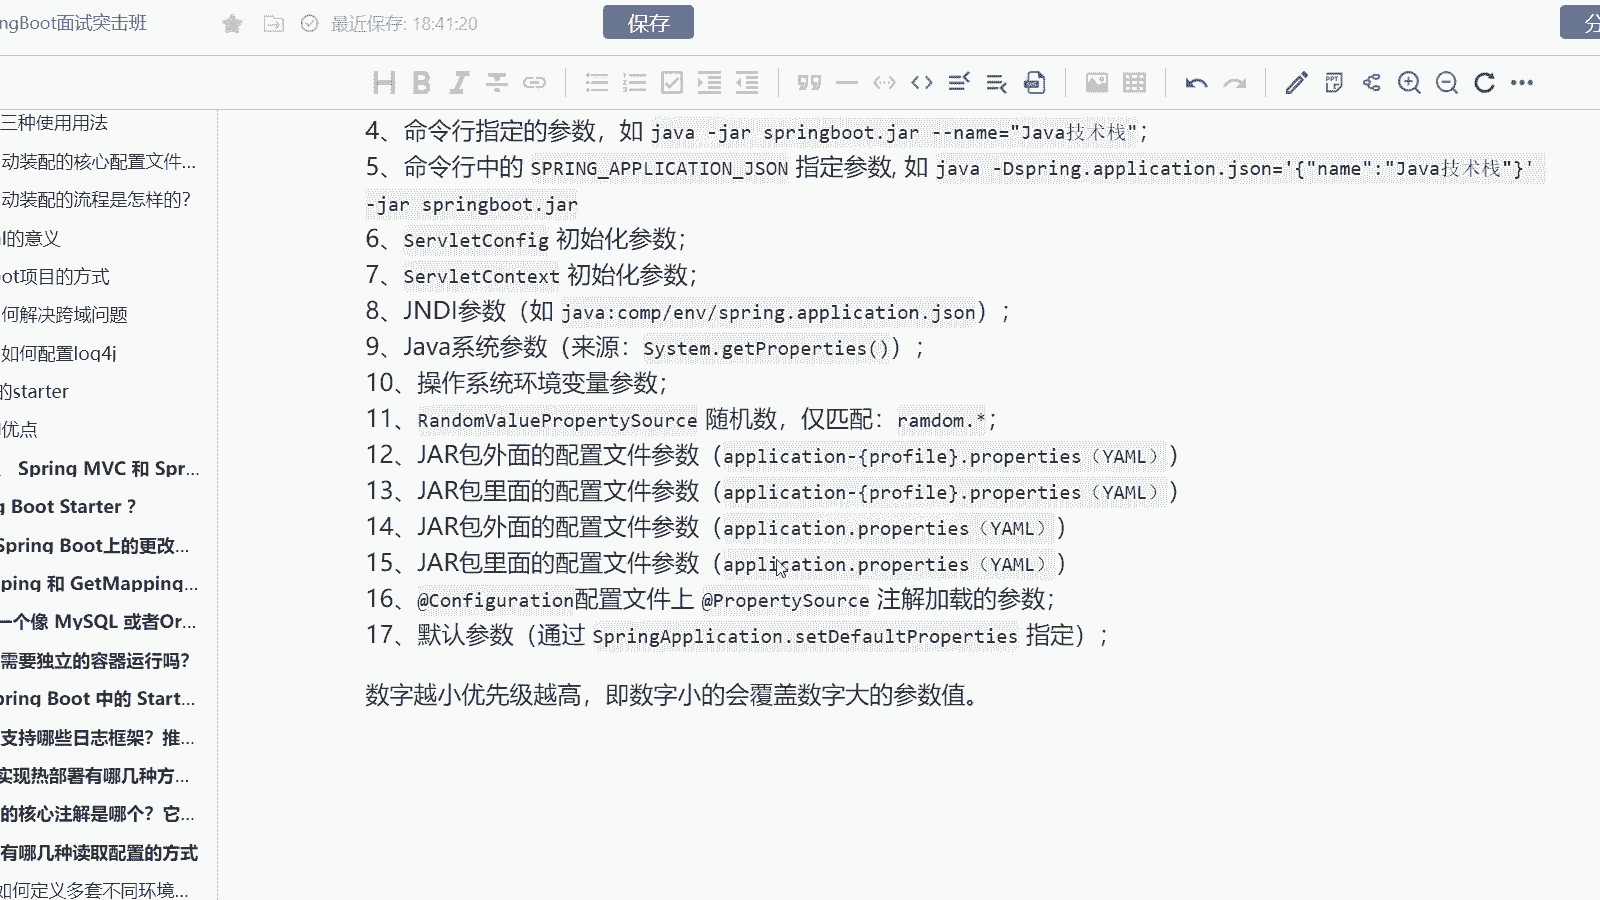 ngBoot面试突击班
最近保存: 18:41:20
保存
分
三种使用用法
动装配的核心配置文件...
动装配的流程是怎样的?
的意义
ot项目的方式
何解决跨域问题
如何配置log4j
的starter
优点
Spring MVC 和 Spr...
g Boot Starter ?
Spring Boot上的更改...
ping 和 GetMapping...
一个像 MySQL 或者Or...
需要独立的容器运行吗?
pring Boot 中的 Start...
支持哪些日志框架？推...
实现热部署有哪几种方...
的核心注解是哪个？它...
有哪几种读取配置的方式
如何定义多套不同环境...
4、命令行指定的参数，如 java -jar springboot.jar --name="Java技术栈"；
5、命令行中的 SPRING_APPLICATION_JSON 指定参数, 如 java -Dspring.application.json='{"name":"Java技术栈"}'
-jar springboot.jar
6、ServletConfig 初始化参数；
7、ServletContext 初始化参数；
8、JNDI参数（如 java:comp/env/spring.application.json）；
9、Java系统参数（来源：System.getProperties()）；
10、操作系统环境变量参数；
11、RandomValuePropertySource 随机数，仅匹配：ramdom.*；
12、JAR包外面的配置文件参数（application-{profile}.properties（YAML））
13、JAR包里面的配置文件参数（application-{profile}.properties（YAML））
14、JAR包外面的配置文件参数（application.properties（YAML））
15、JAR包里面的配置文件参数（application.properties（YAML））
16、@Configuration配置文件上 @PropertySource 注解加载的参数；
17、默认参数（通过 SpringApplication.setDefaultProperties 指定）；
数字越小优先级越高，即数字小的会覆盖数字大的参数值。